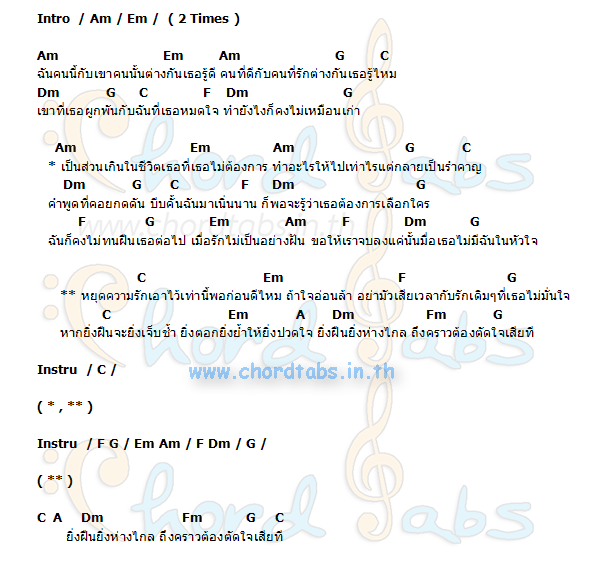 Intro / Am / Em / ( 2 Times )
Am Em Am G C
ฉันคนนี้กับเขาคนนั้นต่างกันเธอรู้ดี คนที่ดีกับคนที่รักต่างกันเธอรู้ไหม
Dm G C F Dm G
เขาที่เธอผูกพันกับฉันที่เธอหมดใจ ทำยังไงก็คงไม่เหมือนเก่า
Am Em Am G C
* เป็นส่วนเกินในชีวิตเธอที่เธอไม่ต้องการ ทำอะไรให้ไปเท่าไรแต่กลายเป็นรำคาญ
Dm G C F Dm G
คำพูดที่คอยกดดัน บีบคั้นฉันมาเนิ่นนาน ก็พอจะรู้ว่าเธอต้องการเลือกใคร
www.chordtabs.in.th
F G Em Am F Dm G
ฉันก็คงไม่ทนฝืนเธอต่อไป เมื่อรักไม่เป็นอย่างฝัน ขอให้เราจบลงแค่นั้นเมื่อเธอไม่มีฉันในหัวใจ
C Em F G
** หยุดความรักเอาไว้เท่านี้พอก่อนดีไหม ถ้าใจอ่อนล้า อย่ามัวเสียเวลากับรักเดิมๆที่เธอไม่มั่นใจ
C Em A Dm Fm G
หากยิ่งฝืนจะยิ่งเจ็บช้ำ ยิ่งตอกยิ่งย้ำให้ยิ่งปวดใจ ยิ่งฝืนยิ่งห่างไกล ถึงคราวต้องตัดใจเสียที
Instru / C /
www.chordtabs.in.th
( * , ** )
Instru / F G / Em Am / F Dm / G /
( ** )
C A Dm Fm G C
ยิ่งฝืนยิ่งห่างไกล ถึงคราวต้องตัดใจเสียที